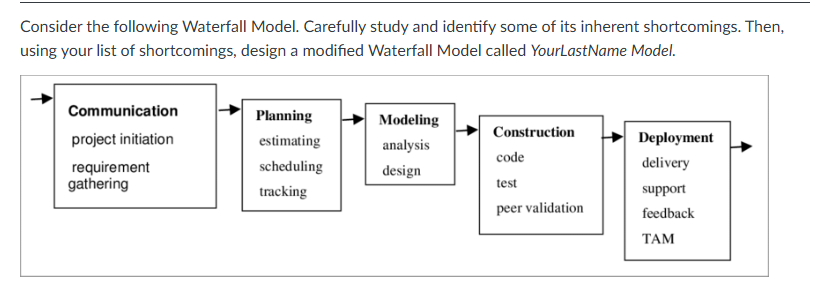 Consider the following Waterfall Model. Carefully study and identify some of its inherent shortcomings. Then,
using your list of shortcomings, design a modified Waterfall Model called YourLastName Model.
Communication
project initiation
requirement
gathering
Planning
estimating
scheduling
tracking
Modeling
analysis
design
Construction
code
test
peer validation
Deployment
delivery
support
feedback
TAM